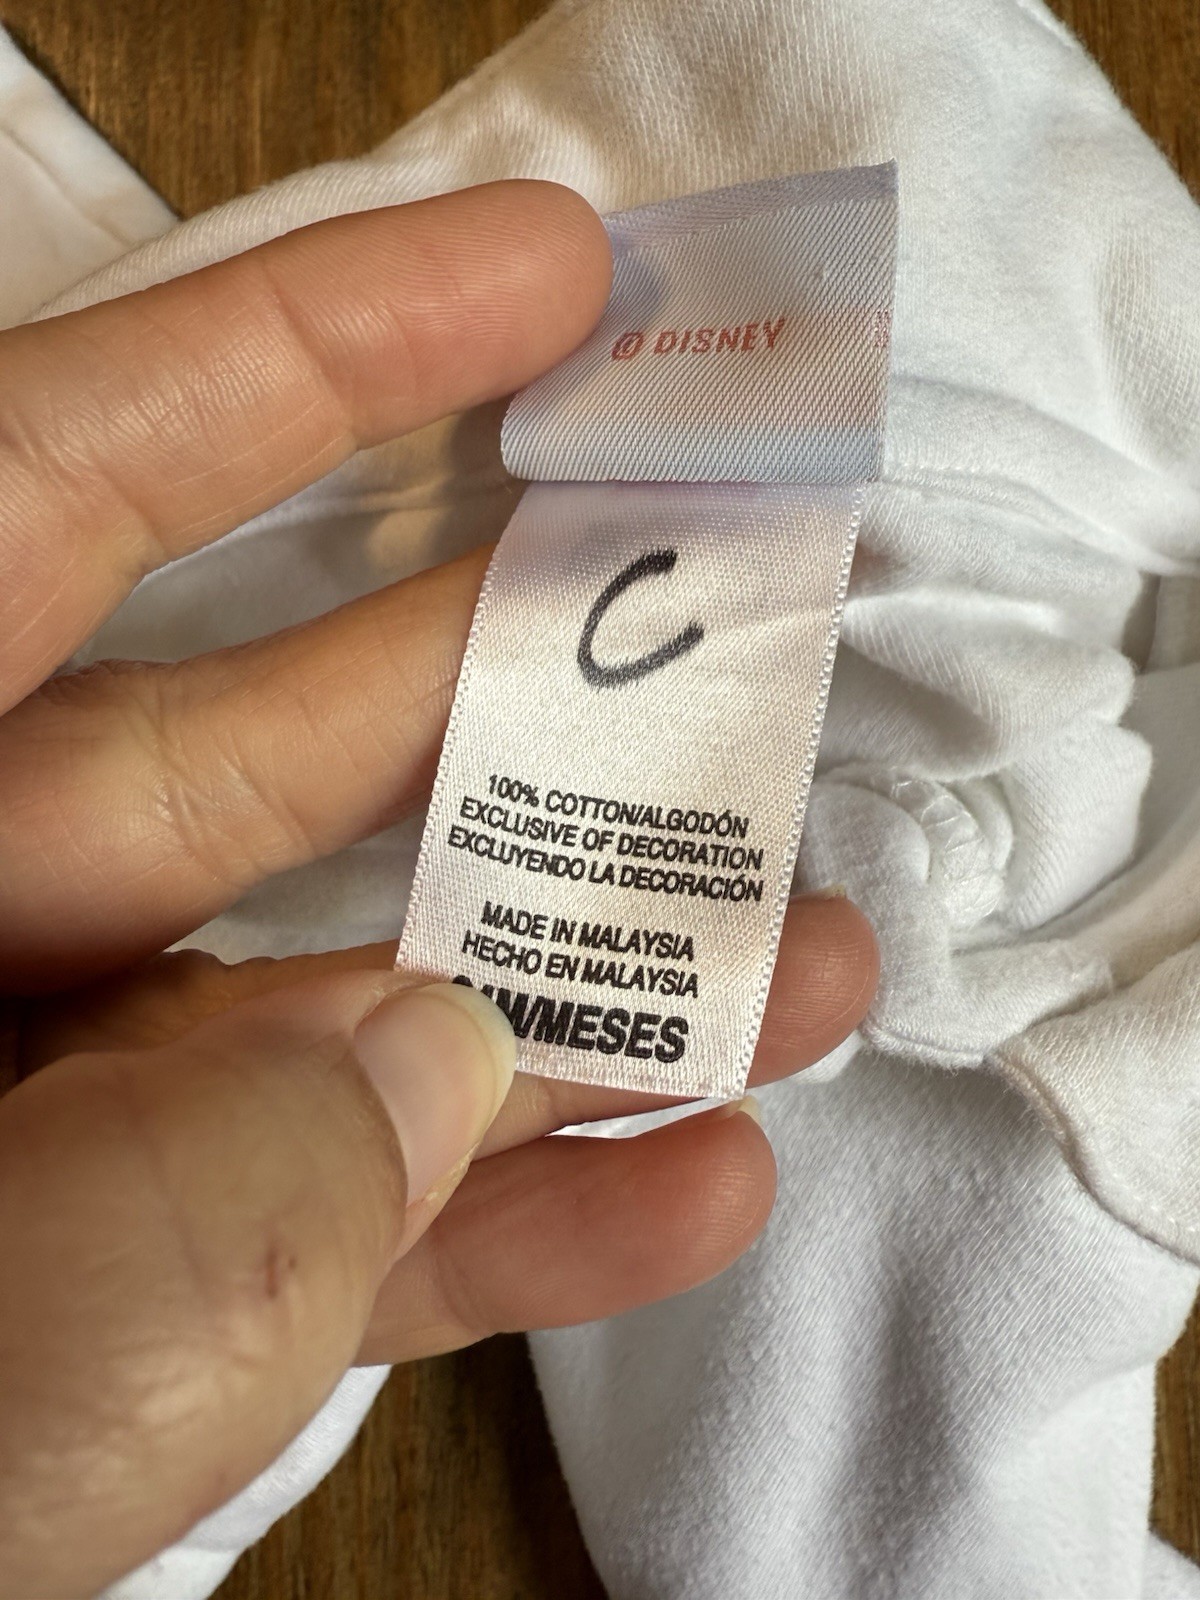 © DISNEY
C
100% COTTON/ALGODÓN
EXCLUSIVE OF DECORATION
EXCLUYENDO LA DECORACIÓN
MADE IN MALAYSIA
HECHO EN MALAYSIA
MESES